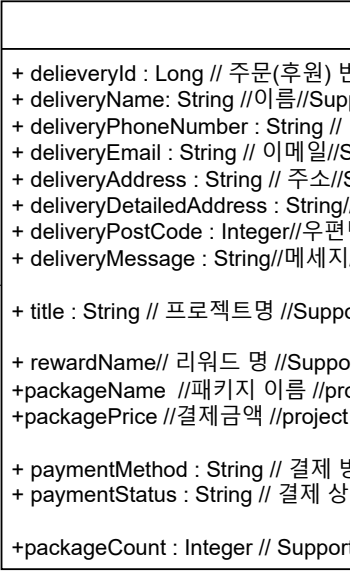 + delieveryId : Long // 주문(후원)
+ deliveryName: String //이름//Supp
+ deliveryPhoneNumber : String //
+ deliveryEmail : String // 이메일//S
+ deliveryAddress : String // 주소//S
+ deliveryDetailedAddress : String/
+ deliveryPostCode : Integer//우편
+ deliveryMessage : String//메세지
+ title : String // 프로젝트명 //Suppo
+ rewardName// 리워드 명 //Suppo
+packageName //패키지 이름 //pro
+packagePrice //결제금액 //project
+ paymentMethod : String // 결제
+ paymentStatus : String // 결제 상
+packageCount : Integer // Support